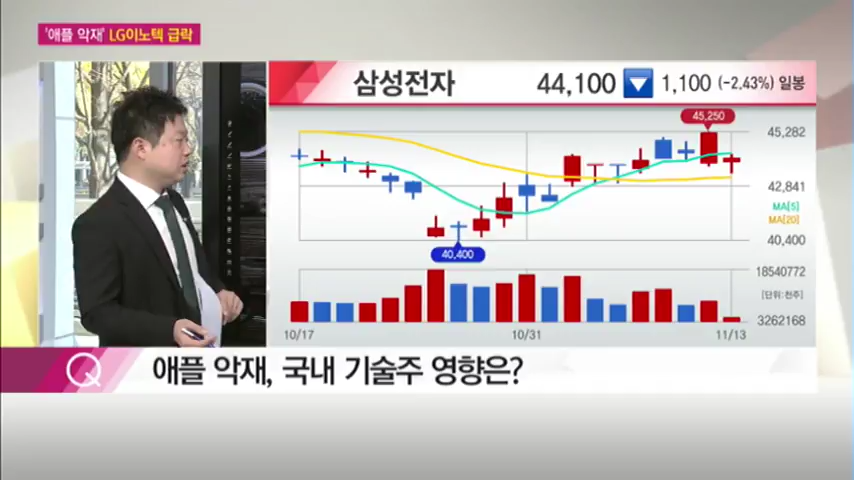 '애플 악재' LG이노텍 급락
삼성전자 44,100 ▼ 1,100 (-2.43%) 일봉
45,250
45,282
42,841
MA[5]
MA[20]
40,400
40,400
18540772
[단위:천주]
3262168
10/17 10/31 11/13
Q 애플 악재, 국내 기술주 영향은?